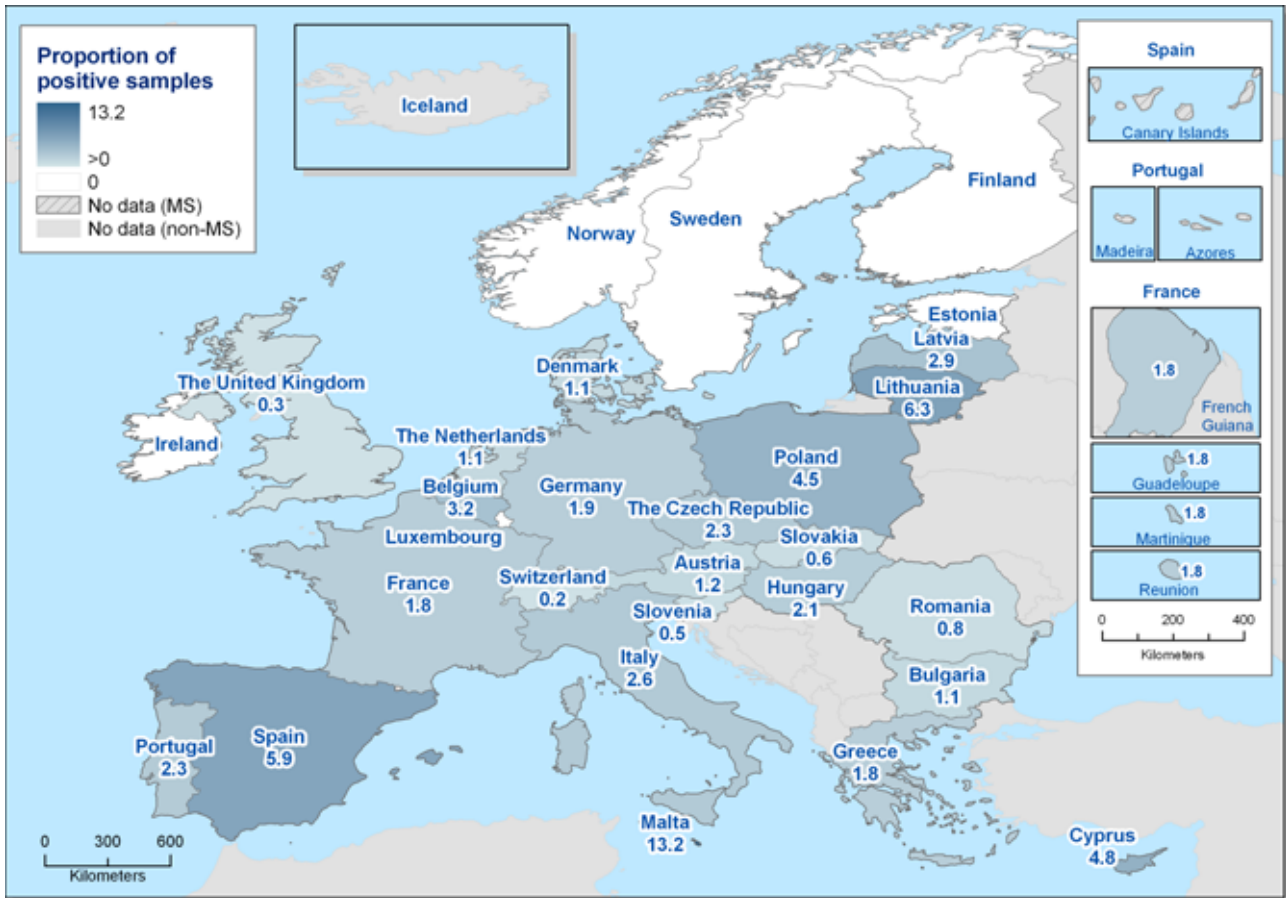 Proportion of
positive samples
13.2
>0
0
No data (MS)
No data (non-MS)
Iceland
Norway
Sweden
Finland
Estonia
Latvia
2.9
Lithuania
6.3
Denmark
1.1
The United Kingdom
0.3
Ireland
The Netherlands
1.1
Belgium
3.2
Luxembourg
Germany
1.9
Poland
4.5
The Czech Republic
2.3
Slovakia
0.6
Austria
1.2
Switzerland
0.2
France
1.8
Hungary
2.1
Slovenia
0.5
Romania
0.8
Italy
2.6
Bulgaria
1.1
Portugal
2.3
Spain
5.9
Greece
1.8
Malta
13.2
Cyprus
4.8
0 300 600
Kilometers
Spain
Canary Islands
Portugal
Madeira
Azores
France
1.8
French
Guiana
1.8
Guadeloupe
1.8
Martinique
1.8
Reunion
0 200 400
Kilometers